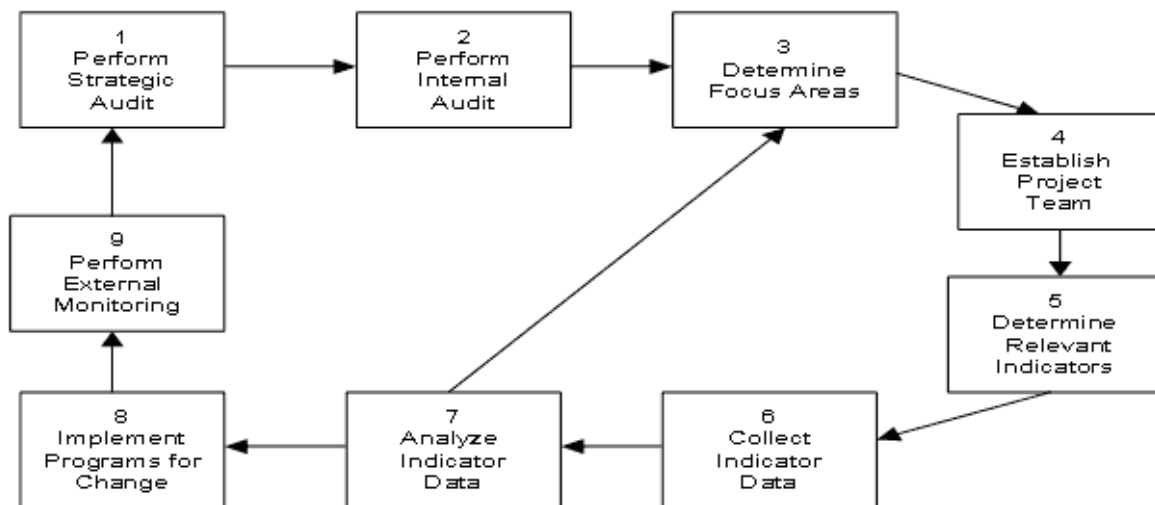 1
Perform
Strategic
Audit
2
Perform
Internal
Audit
3
Determine
Focus Areas
4
Establish
Project
Team
5
Determine
Relevant
Indicators
6
Collect
Indicator
Data
7
Analyze
Indicator
Data
8
Implement
Programs for
Change
9
Perform
External
Monitoring